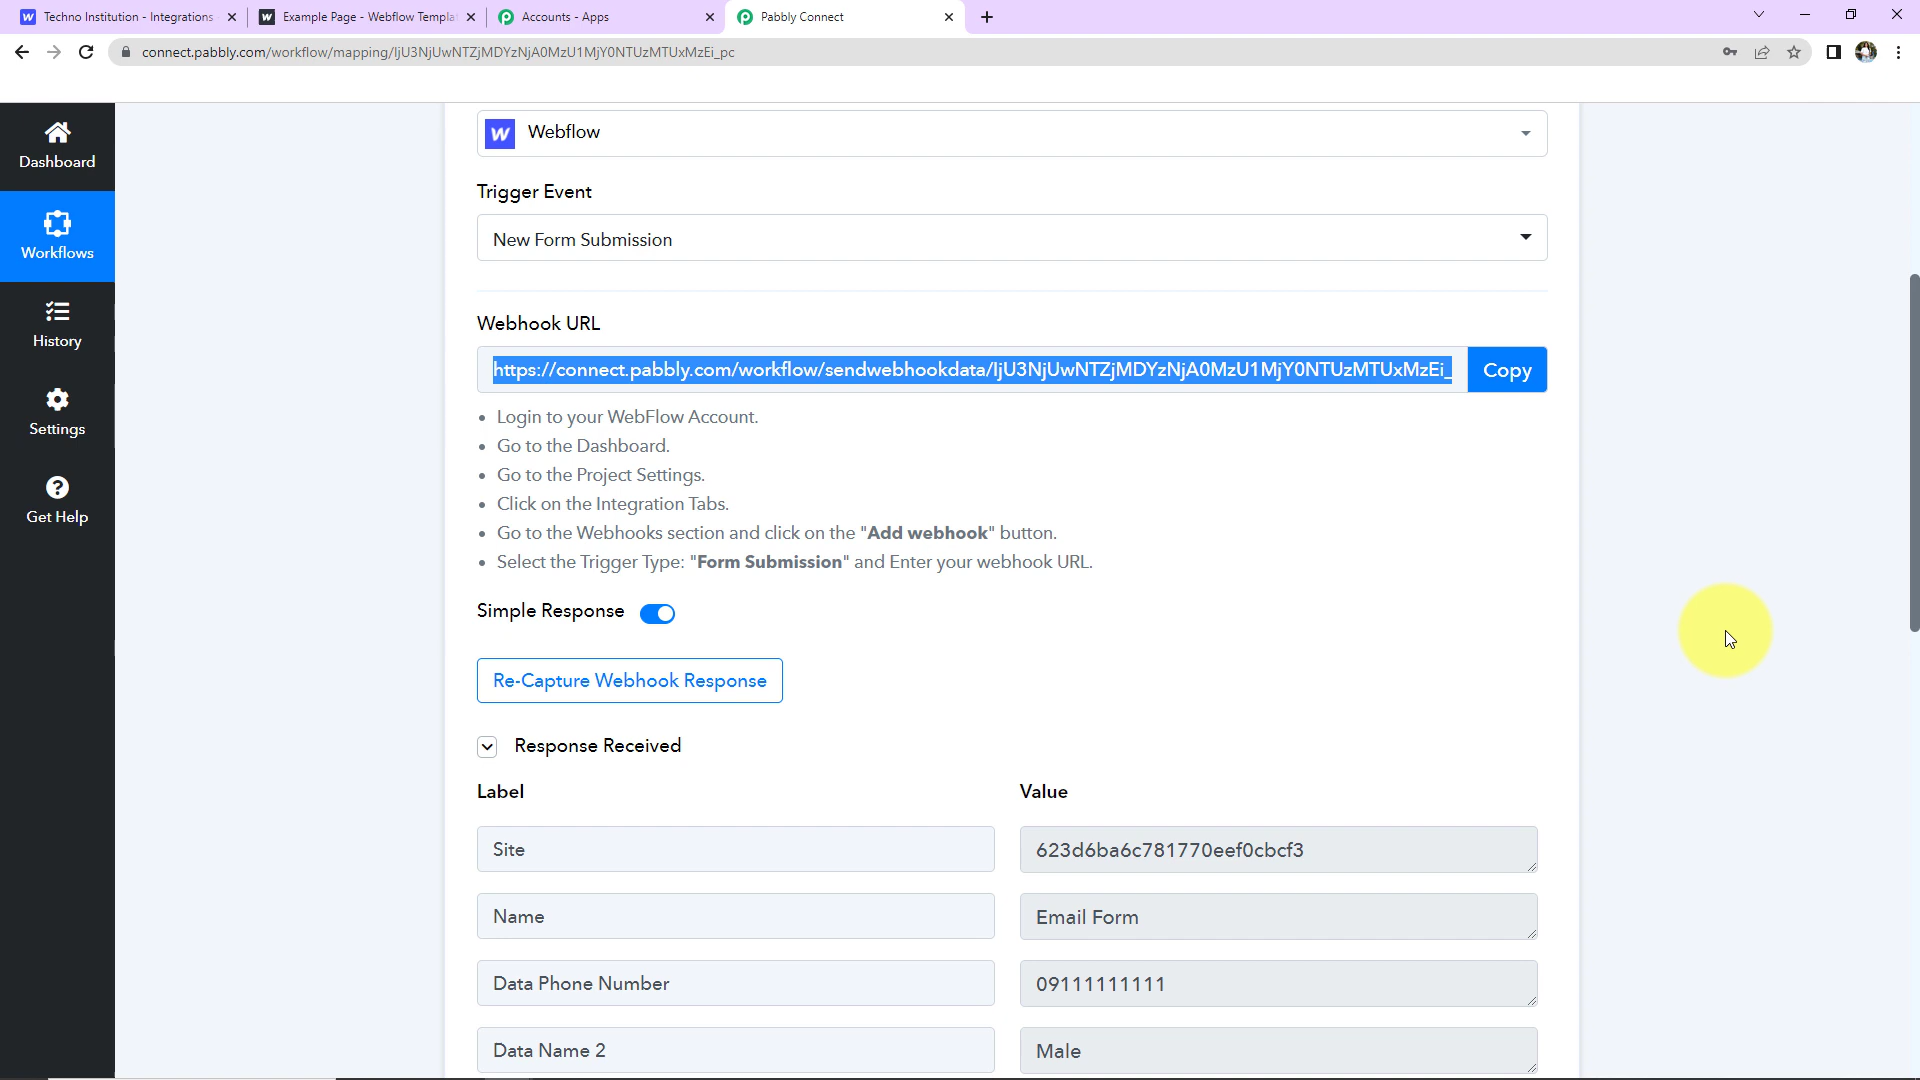 Techno Institution - Integrations
Example Page - Webflow Templa
Accounts - Apps
Pabbly Connect
connect.pabbly.com/workflow/mapping/IjU3NjUwNTZjMDYzNjA0MzU1MjY0NTUzMTUxMzEi_pc
Dashboard
Workflows
History
Settings
Get Help
Webflow
Trigger Event
New Form Submission
Webhook URL
https://connect.pabbly.com/workflow/sendwebhookdata/IjU3NjUwNTZjMDYzNjA0MzU1MjY0NTUzMTUxMzEi_
Copy
• Login to your WebFlow Account.
• Go to the Dashboard.
• Go to the Project Settings.
• Click on the Integration Tabs.
• Go to the Webhooks section and click on the "Add webhook" button.
• Select the Trigger Type: "Form Submission" and Enter your webhook URL.
Simple Response
Re-Capture Webhook Response
Response Received
Label Value
Site 623d6ba6c781770eef0cbcf3
Name Email Form
Data Phone Number 09111111111
Data Name 2 Male